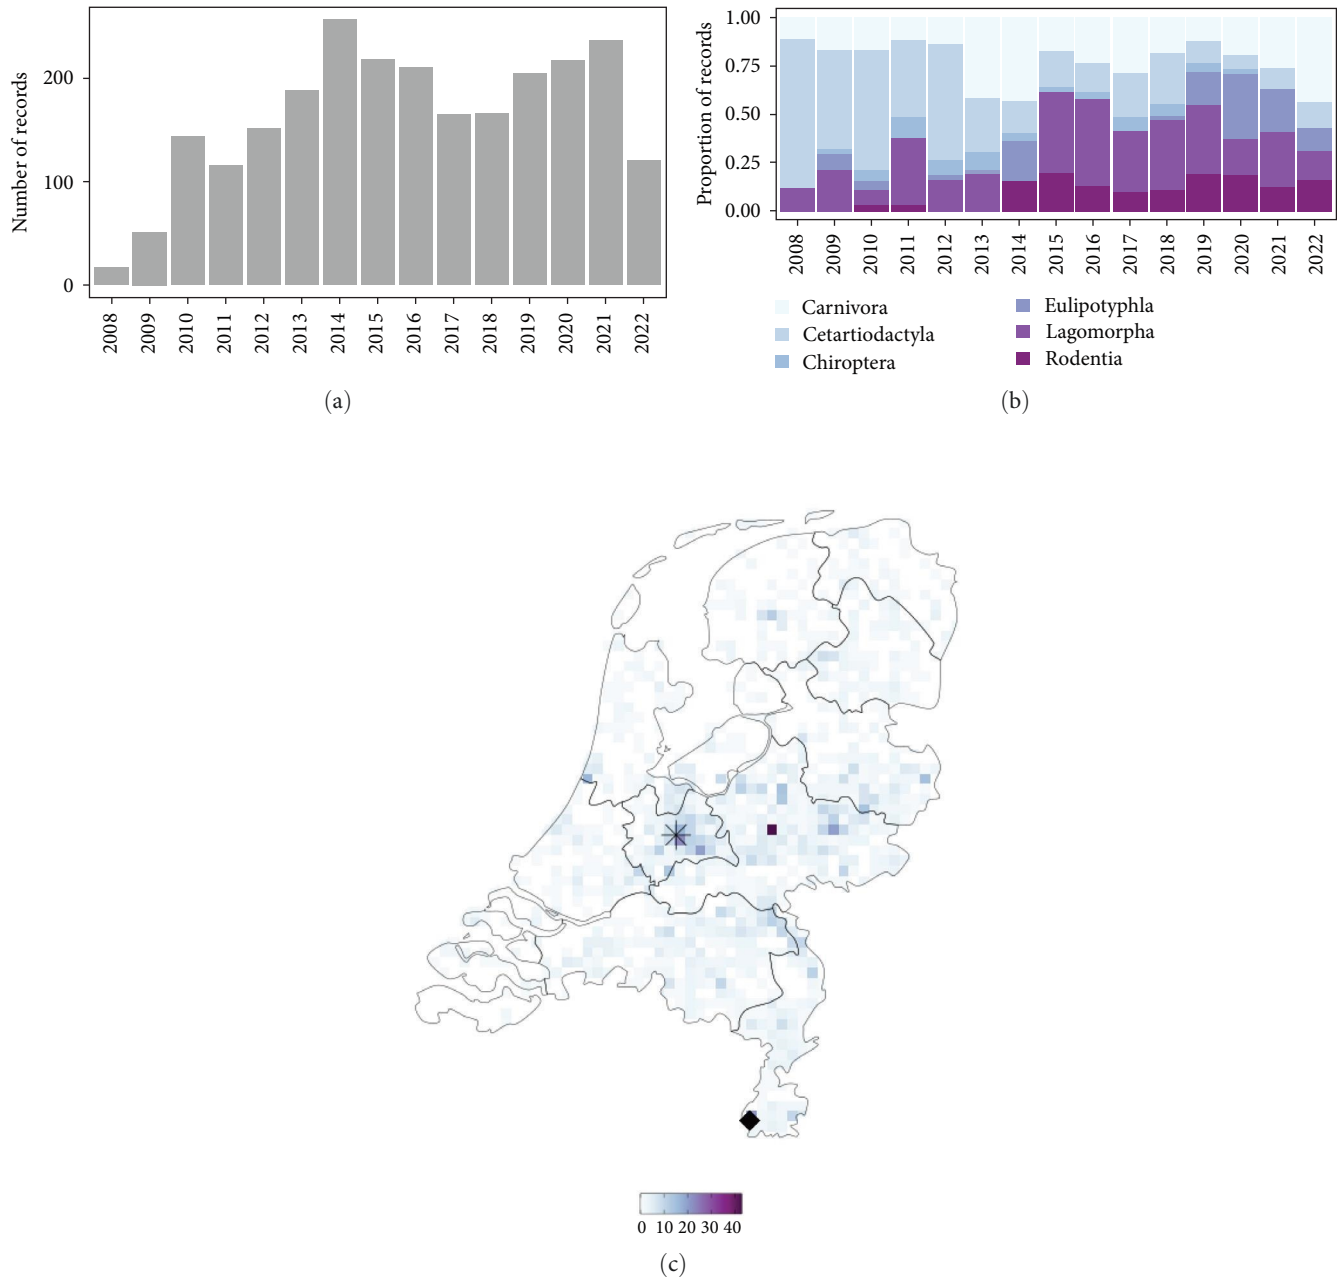 Number of records
200
100
0
2008 2009 2010 2011 2012 2013 2014 2015 2016 2017 2018 2019 2020 2021 2022
(a)
Proportion of records
1.00
0.75
0.50
0.25
0.00
2008 2009 2010 2011 2012 2013 2014 2015 2016 2017 2018 2019 2020 2021 2022
Carnivora
Cetartiodactyla
Chiroptera
Eulipotyphla
Lagomorpha
Rodentia
(b)
0 10 20 30 40
(c)